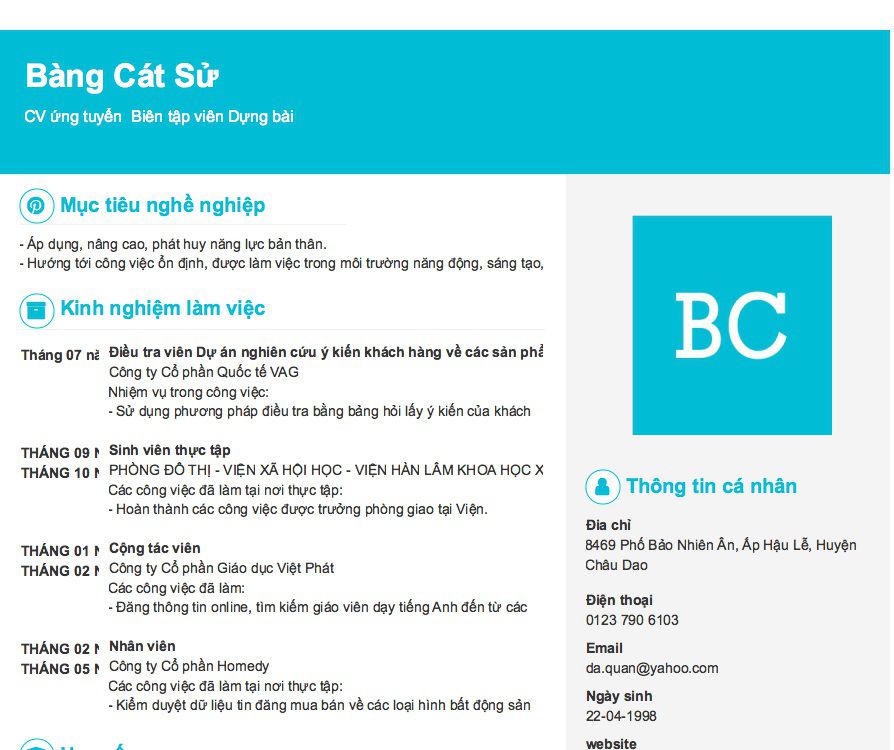 Bàng Cát Sử
CV ứng tuyển Biên tập viên Dựng bài
Mục tiêu nghề nghiệp
- Áp dụng, nâng cao, phát huy năng lực bản thân.
- Hướng tới công việc ổn định, được làm việc trong môi trường năng động, sáng tạo,
Kinh nghiệm làm việc
Tháng 07
Điều tra viên Dự án nghiên cứu ý kiến khách hàng về các sản
Công ty Cổ phần Quốc tế VAG
Nhiệm vụ trong công việc:
- Sử dụng phương pháp điều tra bằng bảng hỏi lấy ý kiến của khách
THÁNG 09
THÁNG 10
Sinh viên thực tập
PHÒNG ĐÔ THỊ - VIỆN XÃ HỘI HỌC - VIỆN HÀN LÂM KHOA HỌC
Các công việc đã làm tại nơi thực tập:
- Hoàn thành các công việc được trưởng phòng giao tại Viện.
THÁNG 01
THÁNG 02
Cộng tác viên
Công ty Cổ phần Giáo dục Việt Phát
Các công việc đã làm:
- Đăng thông tin online, tìm kiếm giáo viên dạy tiếng Anh đến từ các
THÁNG 02
THÁNG 05
Nhân viên
Công ty Cổ phần Homedy
Các công việc đã làm tại nơi thực tập:
- Kiểm duyệt dữ liệu tin đăng mua bán về các loại hình bất động sản
BC
Thông tin cá nhân
Địa chỉ
8469 Phố Bảo Nhiên Ân, Ấp Hậu Lễ, Huyện
Châu Dao
Điện thoại
0123 790 6103
Email
da.quan@yahoo.com
Ngày sinh
22-04-1998
website